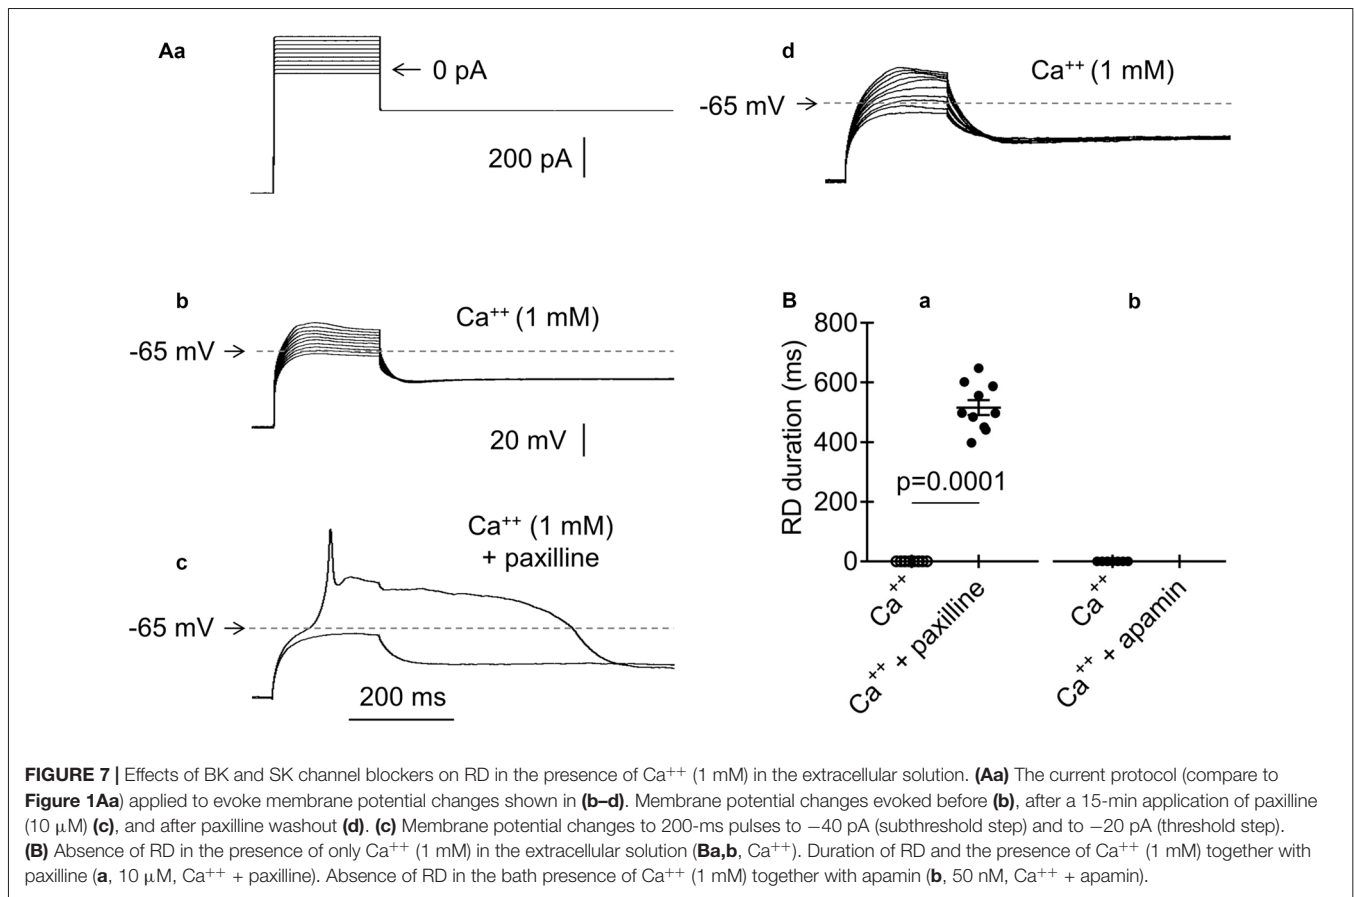 Aa
0 pA
200 pA
d
Ca⁺⁺ (1 mM)
-65 mV
b
Ca⁺⁺ (1 mM)
-65 mV
20 mV
c
Ca⁺⁺ (1 mM)
+ paxilline
-65 mV
200 ms
B
a
b
RD duration (ms)
800
600
400
200
0
p=0.0001
Ca⁺⁺
Ca⁺⁺ + paxilline
Ca⁺⁺
Ca⁺⁺ + apamin
FIGURE 7 | Effects of BK and SK channel blockers on RD in the presence of Ca⁺⁺ (1 mM) in the extracellular solution. (Aa) The current protocol (compare to
Figure 1Aa) applied to evoke membrane potential changes shown in (b–d). Membrane potential changes evoked before (b), after a 15-min application of paxilline
(10 μM) (c), and after paxilline washout (d). (c) Membrane potential changes to 200-ms pulses to −40 pA (subthreshold step) and to −20 pA (threshold step).
(B) Absence of RD in the presence of only Ca⁺⁺ (1 mM) in the extracellular solution (Ba,b, Ca⁺⁺). Duration of RD and the presence of Ca⁺⁺ (1 mM) together with
paxilline (a, 10 μM, Ca⁺⁺ + paxilline). Absence of RD in the bath presence of Ca⁺⁺ (1 mM) together with apamin (b, 50 nM, Ca⁺⁺ + apamin).